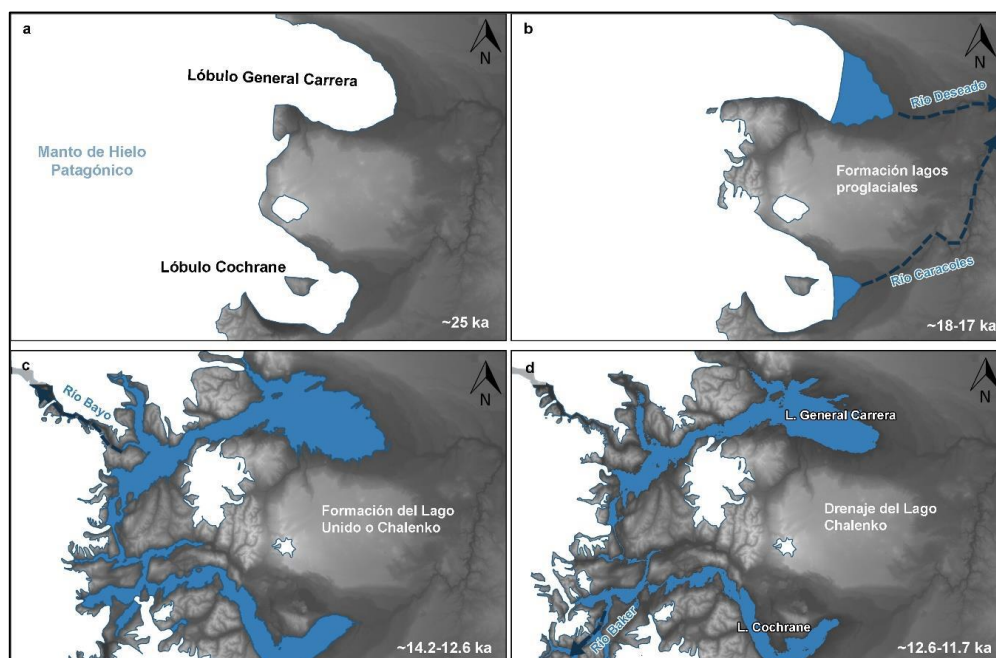 a
N
Lóbulo General Carrera
Manto de Hielo
Patagónico
Lóbulo Cochrane
~25 ka
b
N
Río Deseado
Formación lagos
proglaciales
Río Caracoles
~18-17 ka
c
N
Río Bayo
Formación del Lago
Unido o Chalenko
~14.2-12.6 ka
d
N
L. General Carrera
Drenaje del Lago
Chalenko
L. Cochrane
Río Baker
~12.6-11.7 ka